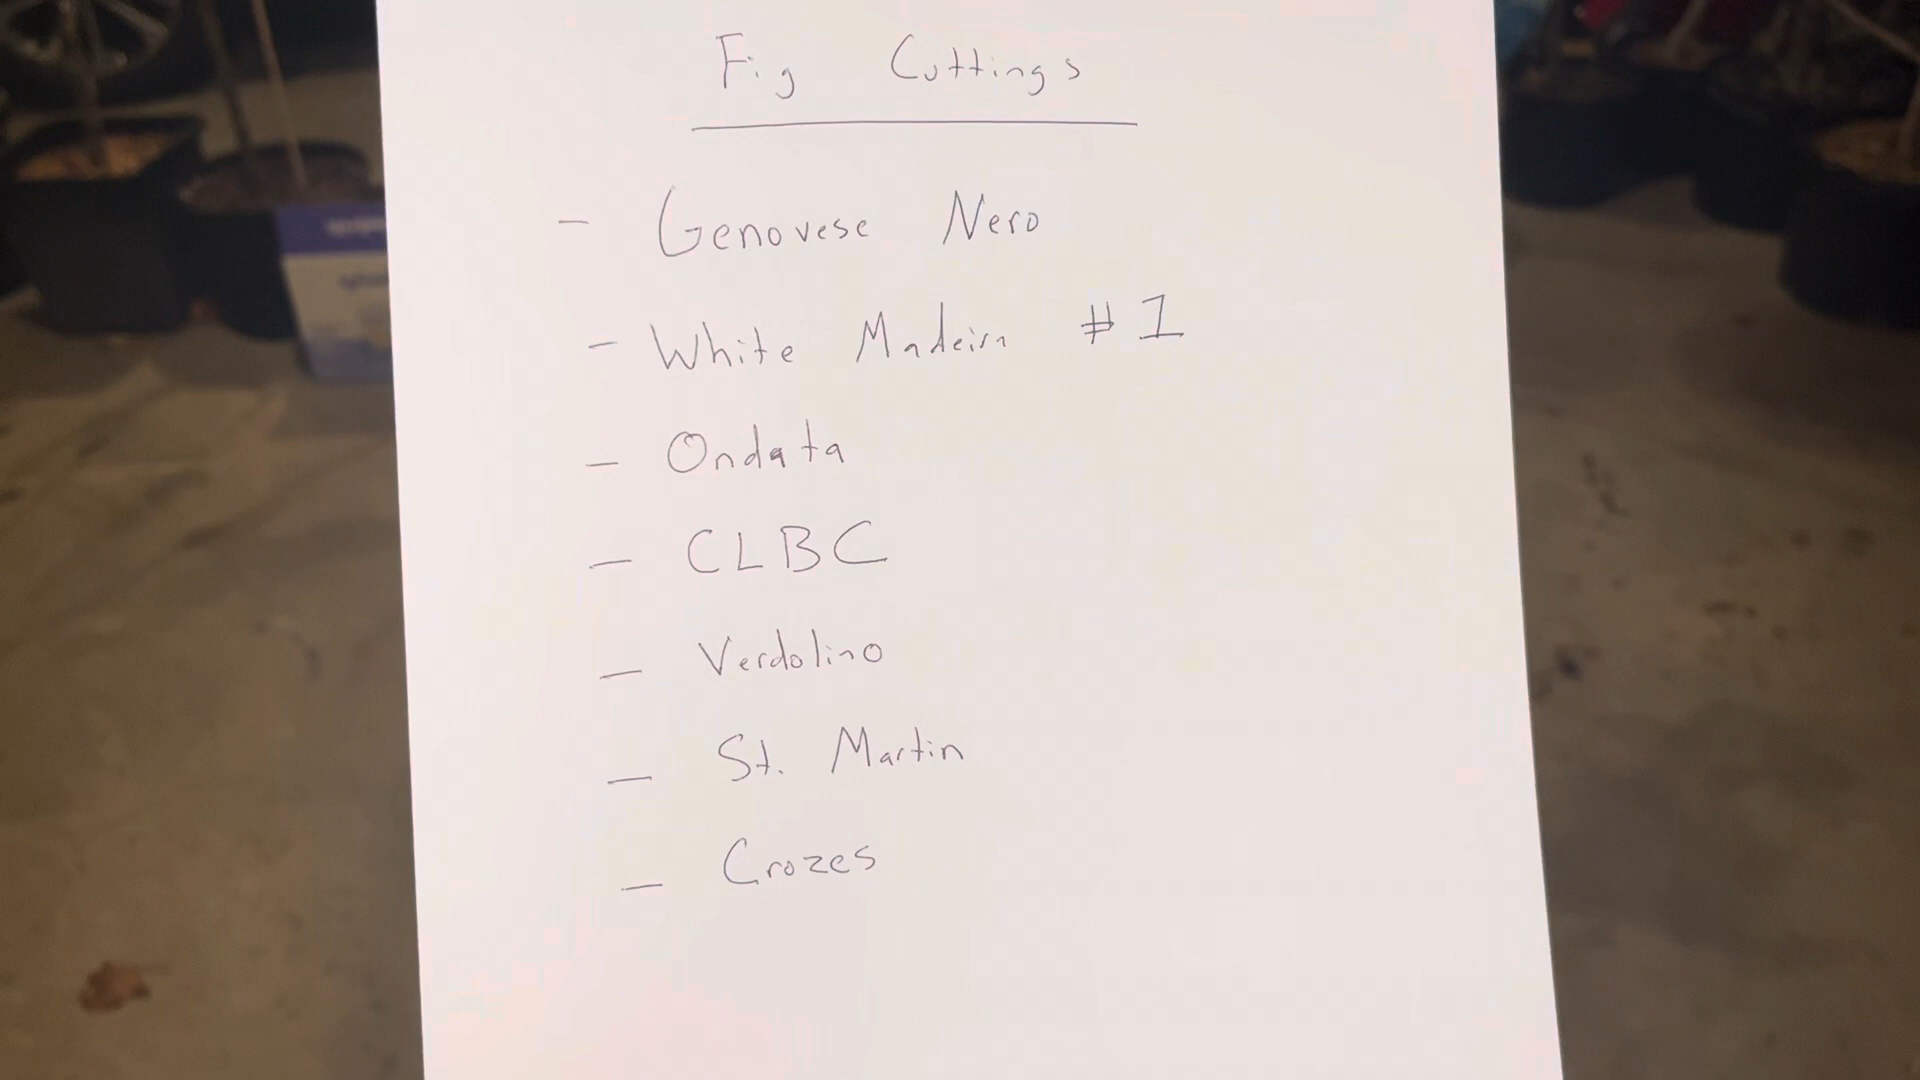 Fig Cuttings
- Genovese Nero
- White Madeira #1
- Ondata
- CLBC
- Verdolino
- St. Martin
- Crozes